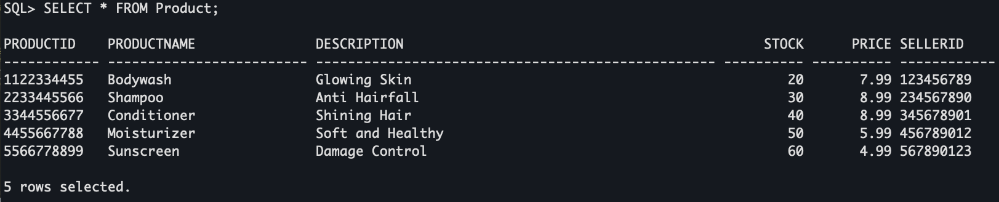 SQL> SELECT * FROM Product;
PRODUCTID    PRODUCTNAME               DESCRIPTION                                             STOCK      PRICE SELLERID
------------ ------------------------- -------------------------------------------------- ---------- ---------- ------------
1122334455   Bodywash                  Glowing Skin                                               20       7.99 123456789
2233445566   Shampoo                   Anti Hairfall                                              30       8.99 234567890
3344556677   Conditioner               Shining Hair                                               40       8.99 345678901
4455667788   Moisturizer               Soft and Healthy                                           50       5.99 456789012
5566778899   Sunscreen                 Damage Control                                             60       4.99 567890123
5 rows selected.